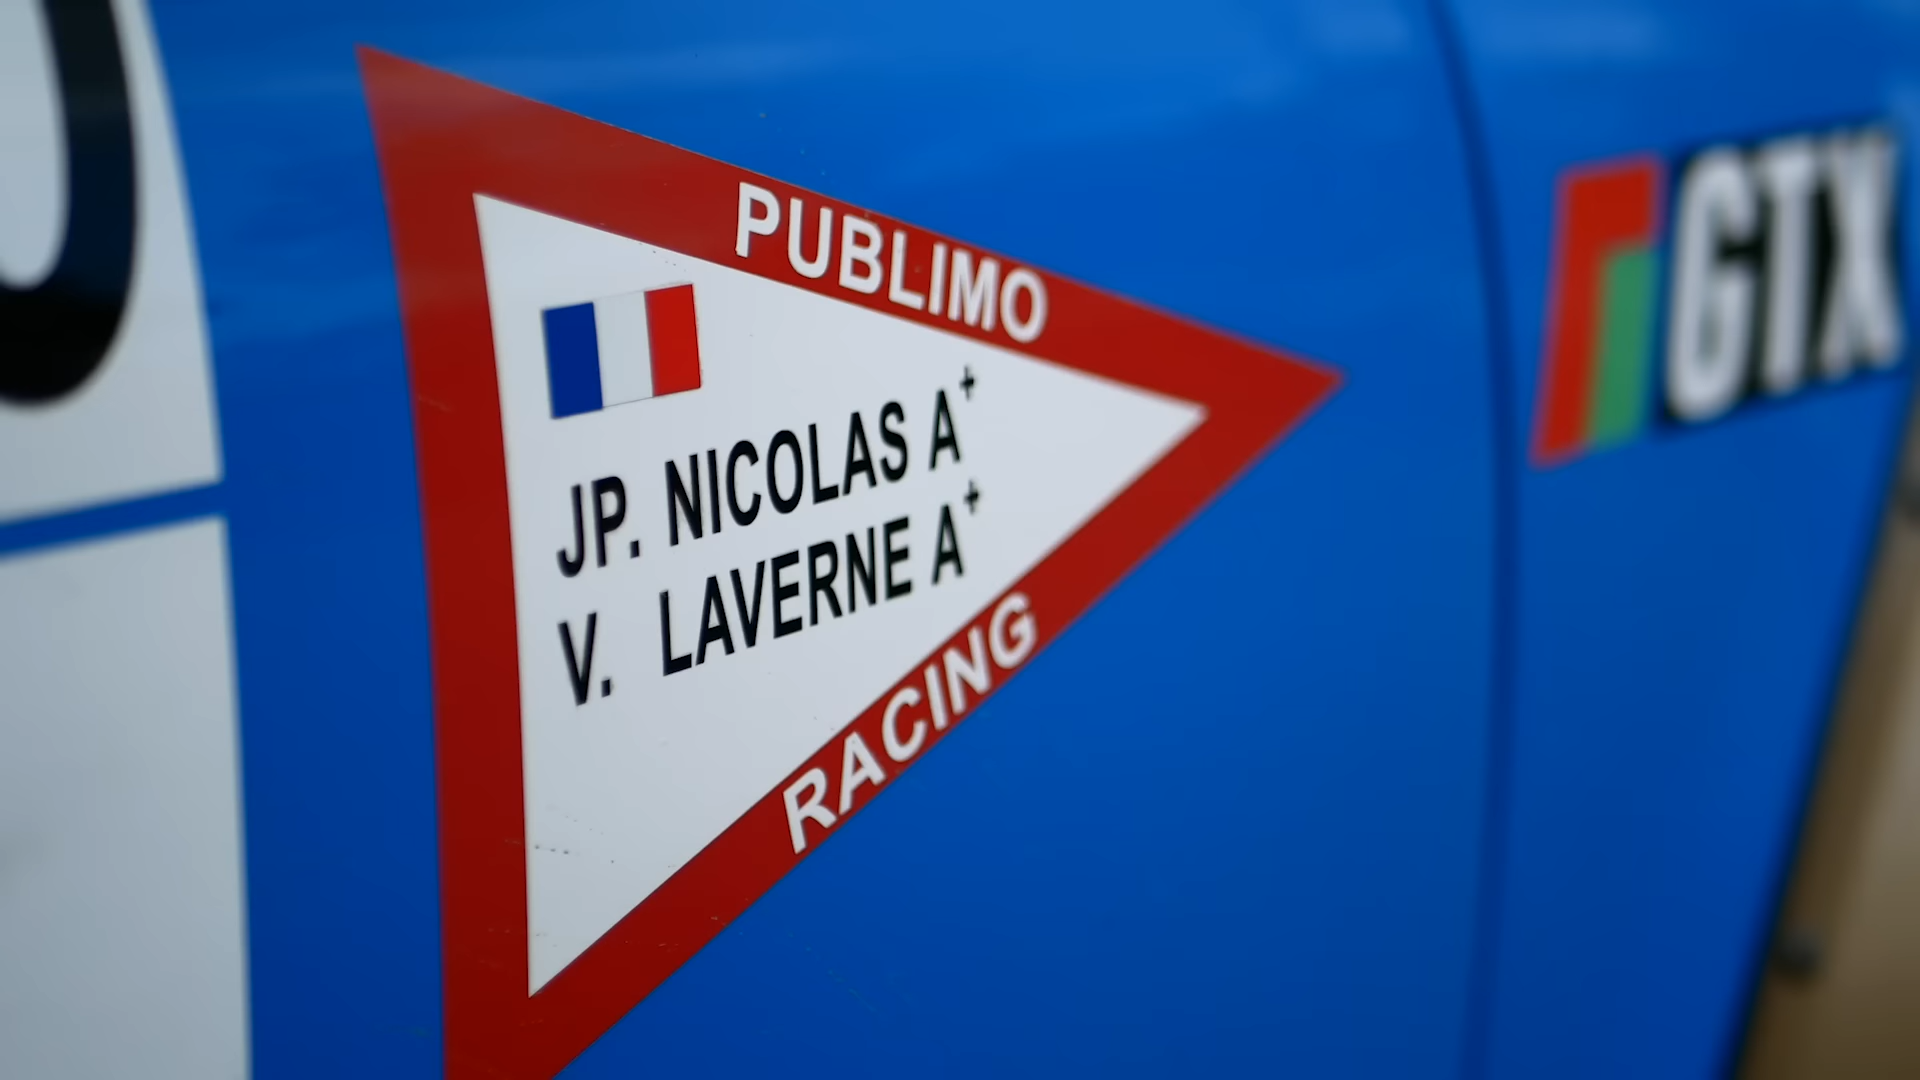 PUBLIMO
JP. NICOLAS A+
V. LAVERNE A+
RACING
GTX